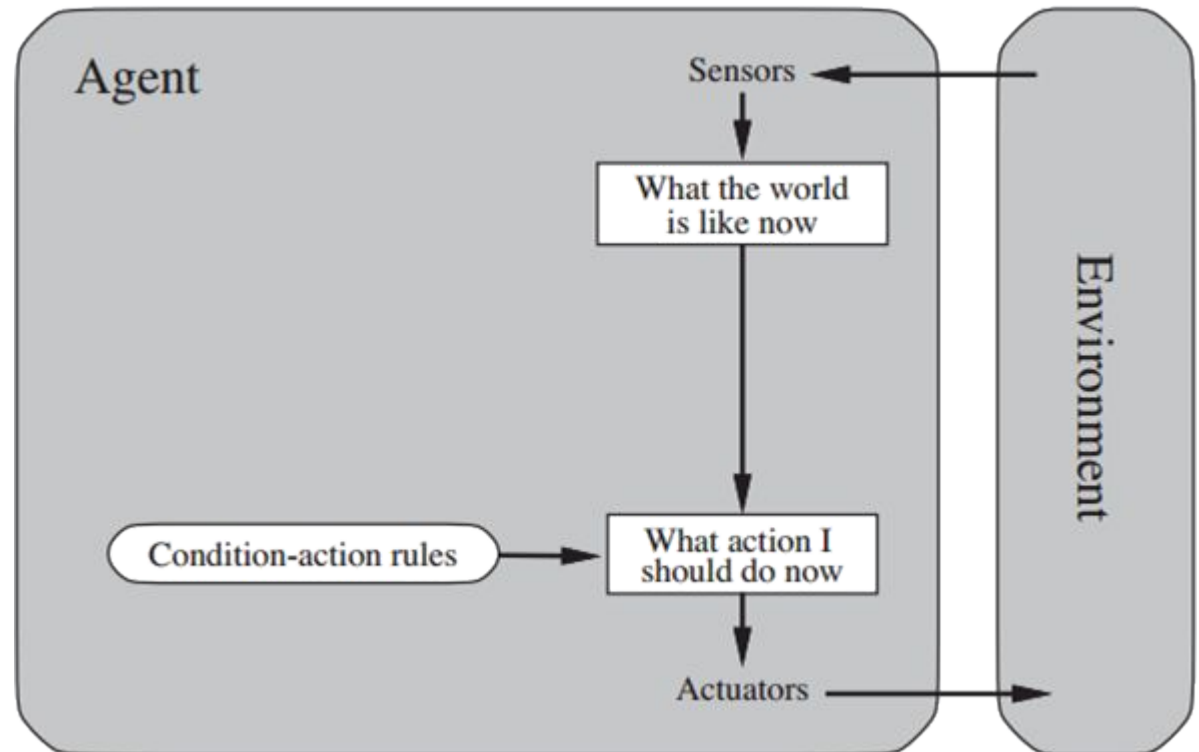 Agent
Sensors
What the world
is like now
Environment
Condition-action rules
What action I
should do now
Actuators